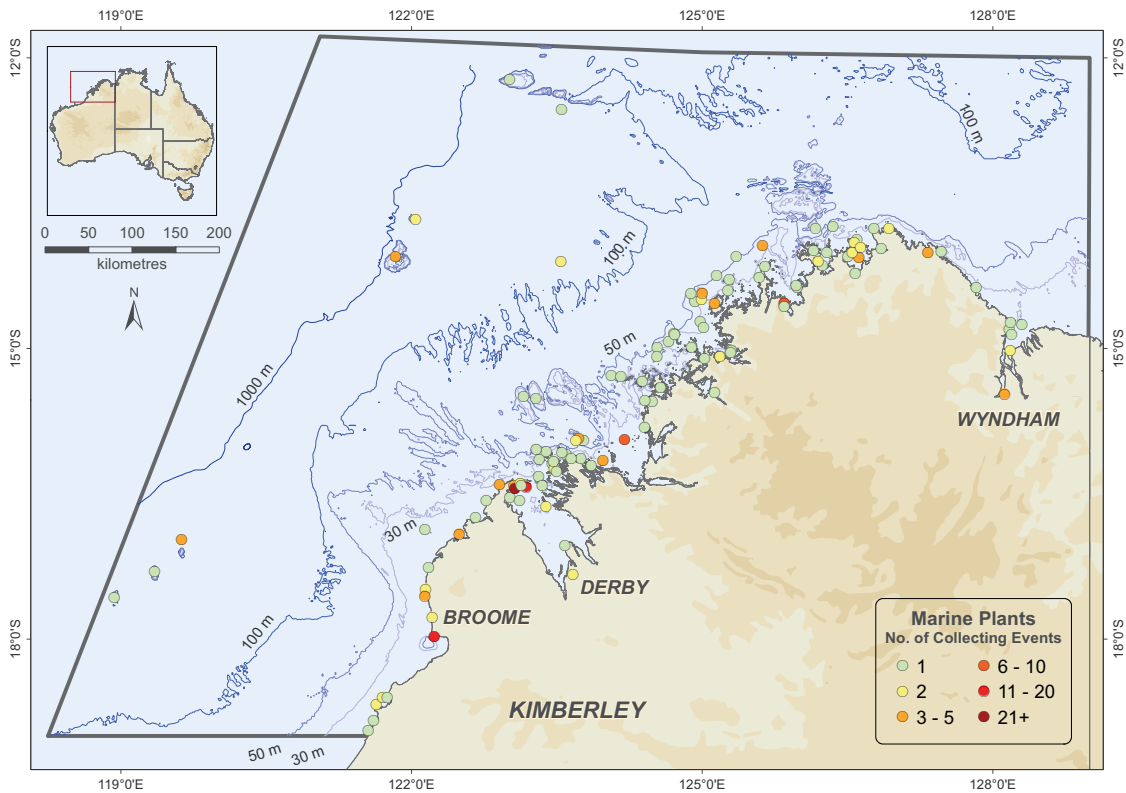 119°0'E 122°0'E 125°0'E 128°0'E
12°0'S 12°0'S
100 m
0 50 100 150 200
kilometres
100 m
N
50 m
15°0'S 15°0'S
1000 m
WYNDHAM
30 m
DERBY
BROOME
100 m
18°0'S 18°0'S
KIMBERLEY
Marine Plants
No. of Collecting Events
1 6 - 10
2 11 - 20
3 - 5 21+
50 m 30 m
119°0'E 122°0'E 125°0'E 128°0'E